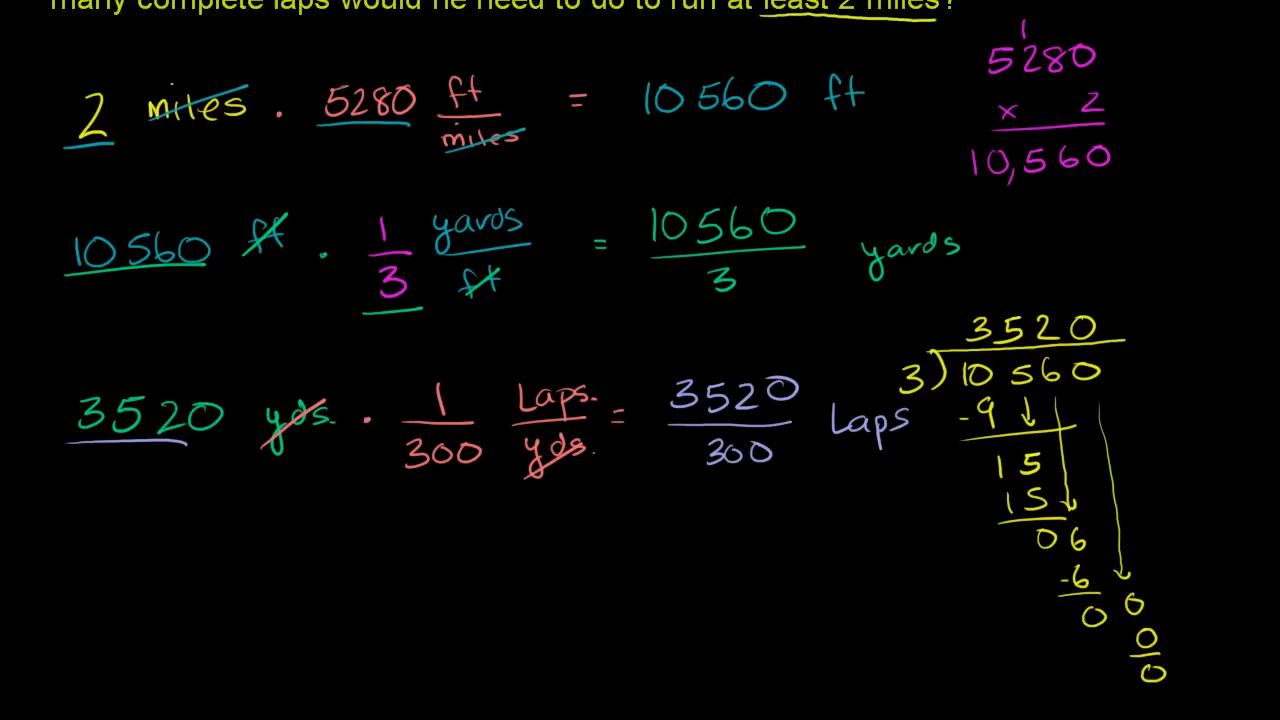 many complete laps would he need to do to run at least 2 miles?
2 miles · 5280 ft/miles = 10560 ft
10560 ft · 1/3 yards/ft = 10560/3 yards
3520 yds. · 1/300 Laps./yds. = 3520/300 Laps
1
5280
x 2
10,560
3520
3)10560
-9
15
15
06
-6
0 0
0
0